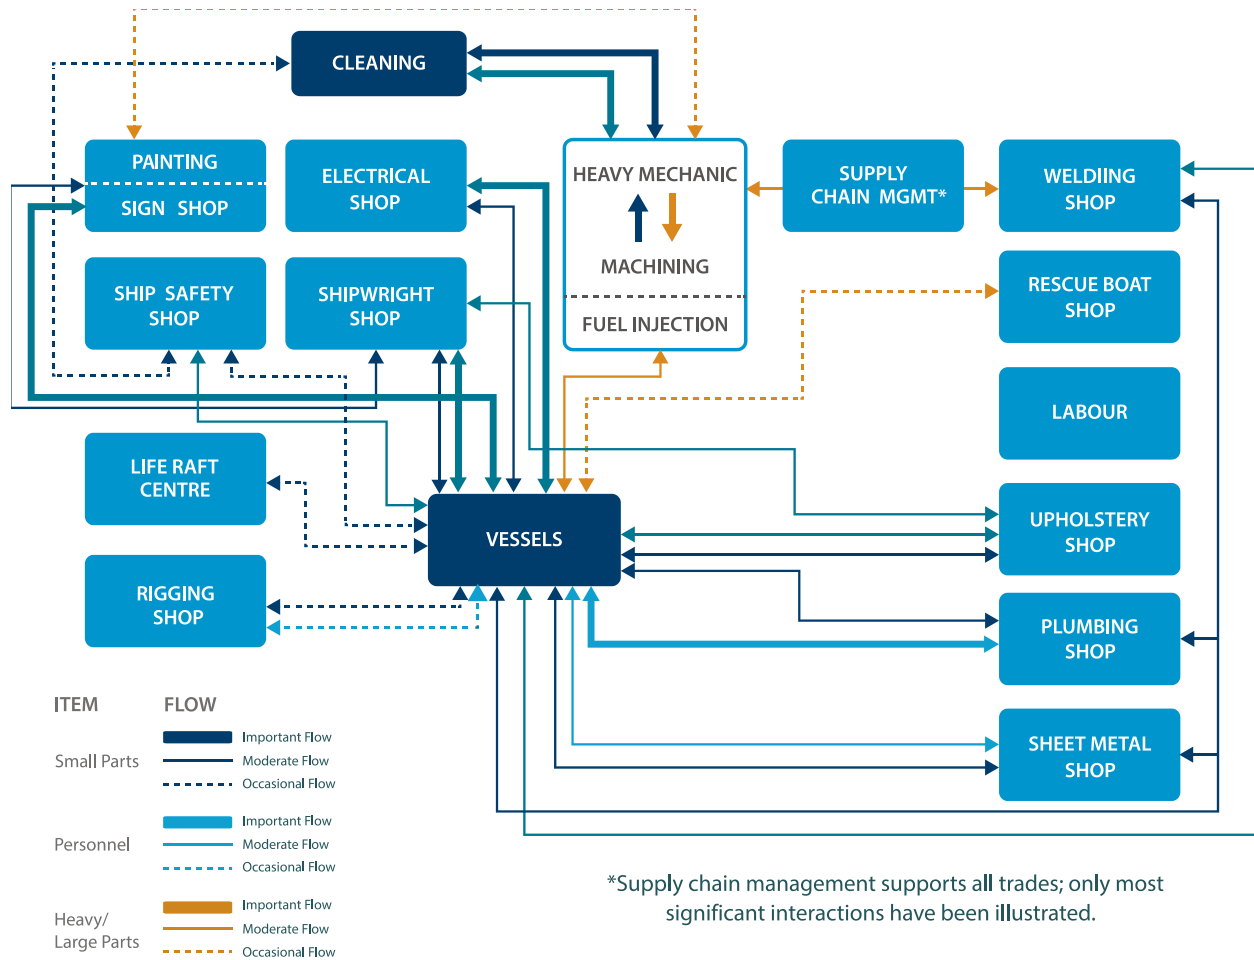 CLEANING
PAINTING
SIGN SHOP
ELECTRICAL
SHOP
HEAVY MECHANIC
MACHINING
FUEL INJECTION
SUPPLY
CHAIN MGMT*
WELDIING
SHOP
SHIP SAFETY
SHOP
SHIPWRIGHT
SHOP
RESCUE BOAT
SHOP
LABOUR
LIFE RAFT
CENTRE
VESSELS
UPHOLSTERY
SHOP
RIGGING
SHOP
PLUMBING
SHOP
SHEET METAL
SHOP
ITEM FLOW
Small Parts
Important Flow
Moderate Flow
Occasional Flow
Personnel
Important Flow
Moderate Flow
Occasional Flow
Heavy/
Large Parts
Important Flow
Moderate Flow
Occasional Flow
*Supply chain management supports all trades; only most
significant interactions have been illustrated.